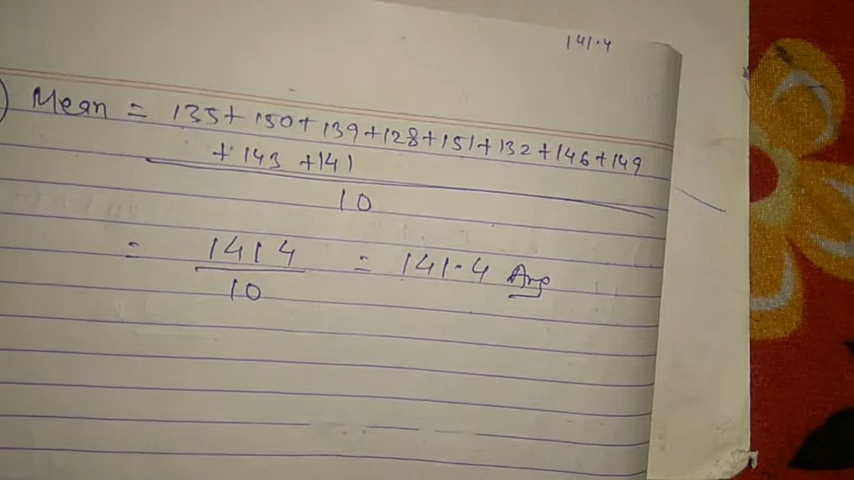 141.4
) Mean = 135+ 150+139+128+151+132+146+149
+ 143 +141
10
= 1414 = 141.4 Ans
10